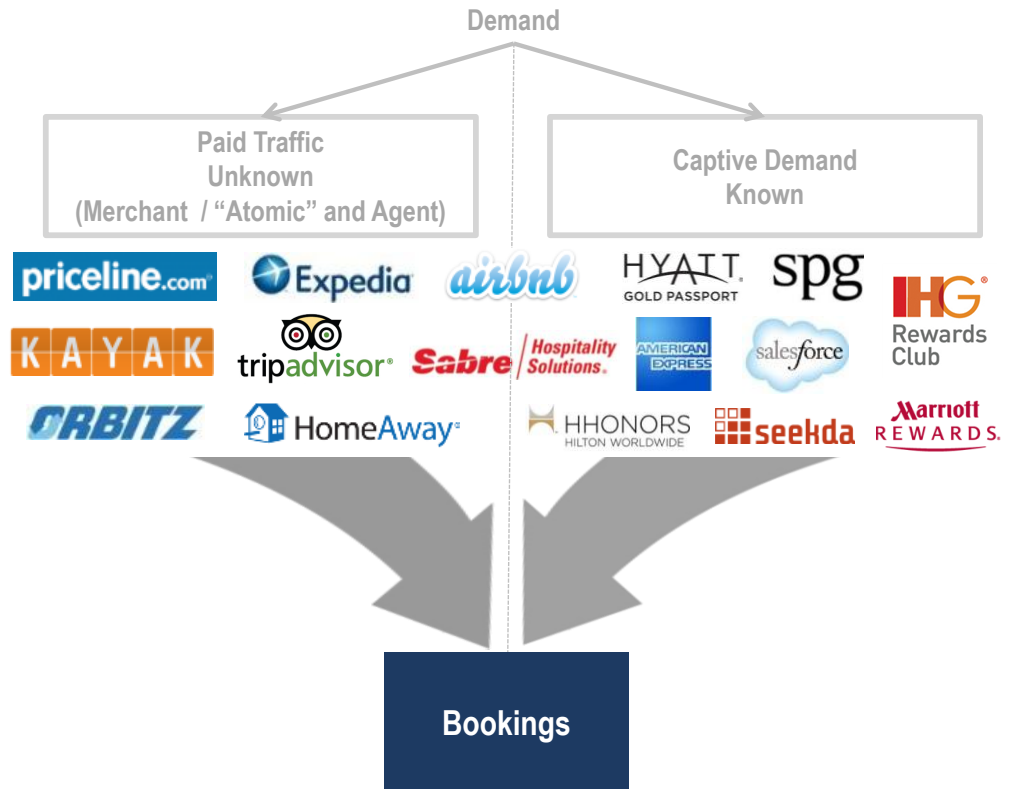 Demand
Paid Traffic
Unknown
(Merchant / “Atomic” and Agent)
Captive Demand
Known
priceline.com®
Expedia®
airbnb
HYATT®
GOLD PASSPORT
spg
IHG®
Rewards
Club
KAYAK
tripadvisor®
Sabre
Hospitality
Solutions®
AMERICAN
EXPRESS
salesforce
ORBITZ
HomeAway®
HHONORS
HILTON WORLDWIDE
seekda
Marriott
REWARDS®
Bookings